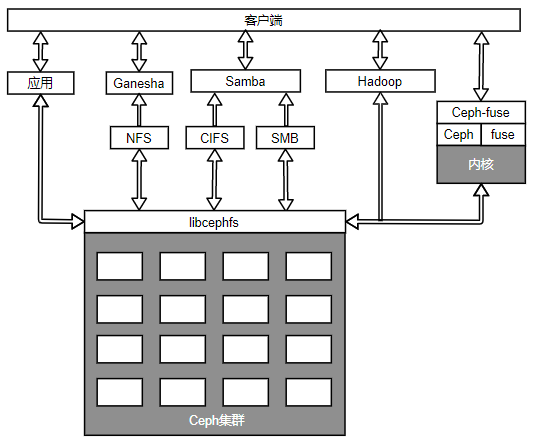 客户端
应用
Ganesha
Samba
Hadoop
Ceph-fuse
Ceph
fuse
内核
NFS
CIFS
SMB
libcephfs
Ceph集群